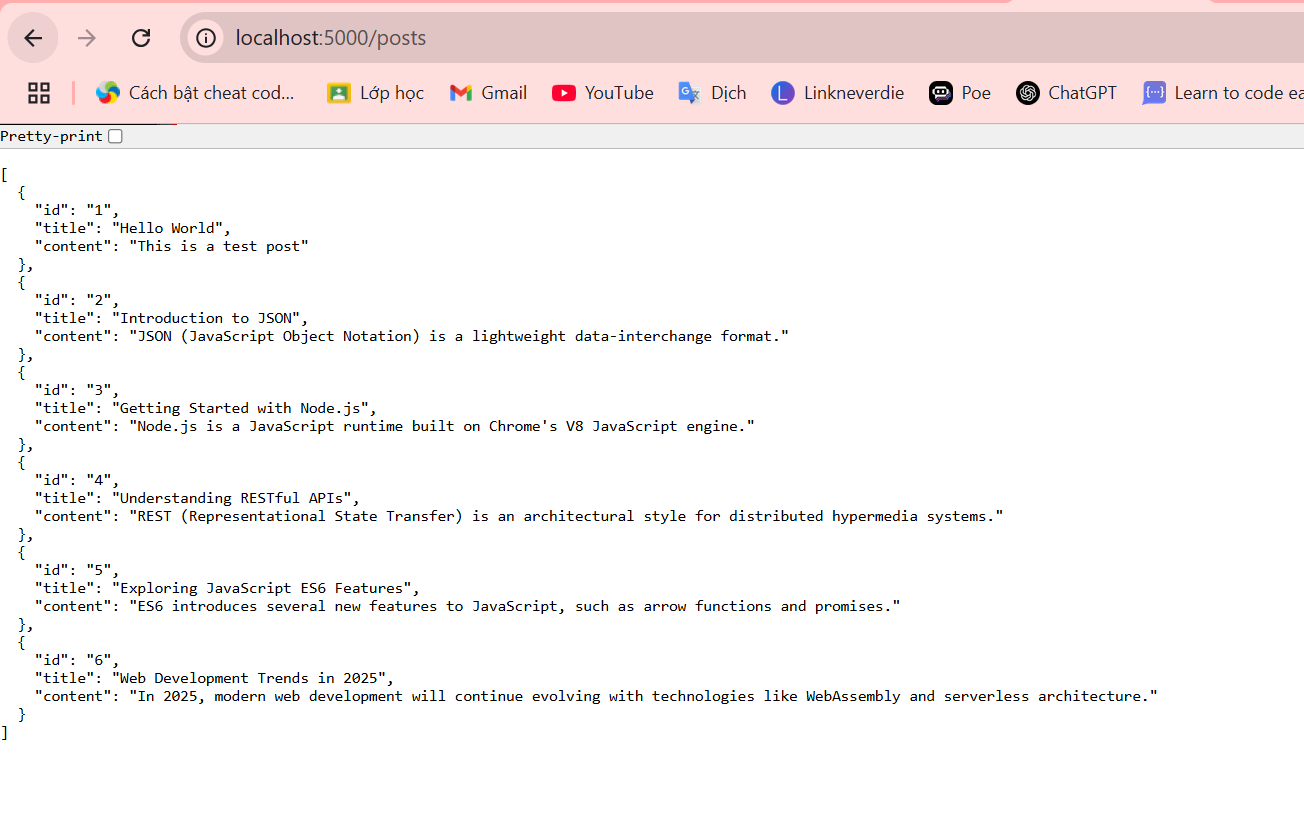 localhost:5000/posts
Cách bật cheat cod... Lớp học Gmail YouTube Dịch Linkneverdie Poe ChatGPT Learn to code ea
Pretty-print
[
  {
    "id": "1",
    "title": "Hello World",
    "content": "This is a test post"
  },
  {
    "id": "2",
    "title": "Introduction to JSON",
    "content": "JSON (JavaScript Object Notation) is a lightweight data-interchange format."
  },
  {
    "id": "3",
    "title": "Getting Started with Node.js",
    "content": "Node.js is a JavaScript runtime built on Chrome's V8 JavaScript engine."
  },
  {
    "id": "4",
    "title": "Understanding RESTful APIs",
    "content": "REST (Representational State Transfer) is an architectural style for distributed hypermedia systems."
  },
  {
    "id": "5",
    "title": "Exploring JavaScript ES6 Features",
    "content": "ES6 introduces several new features to JavaScript, such as arrow functions and promises."
  },
  {
    "id": "6",
    "title": "Web Development Trends in 2025",
    "content": "In 2025, modern web development will continue evolving with technologies like WebAssembly and serverless architecture."
  }
]